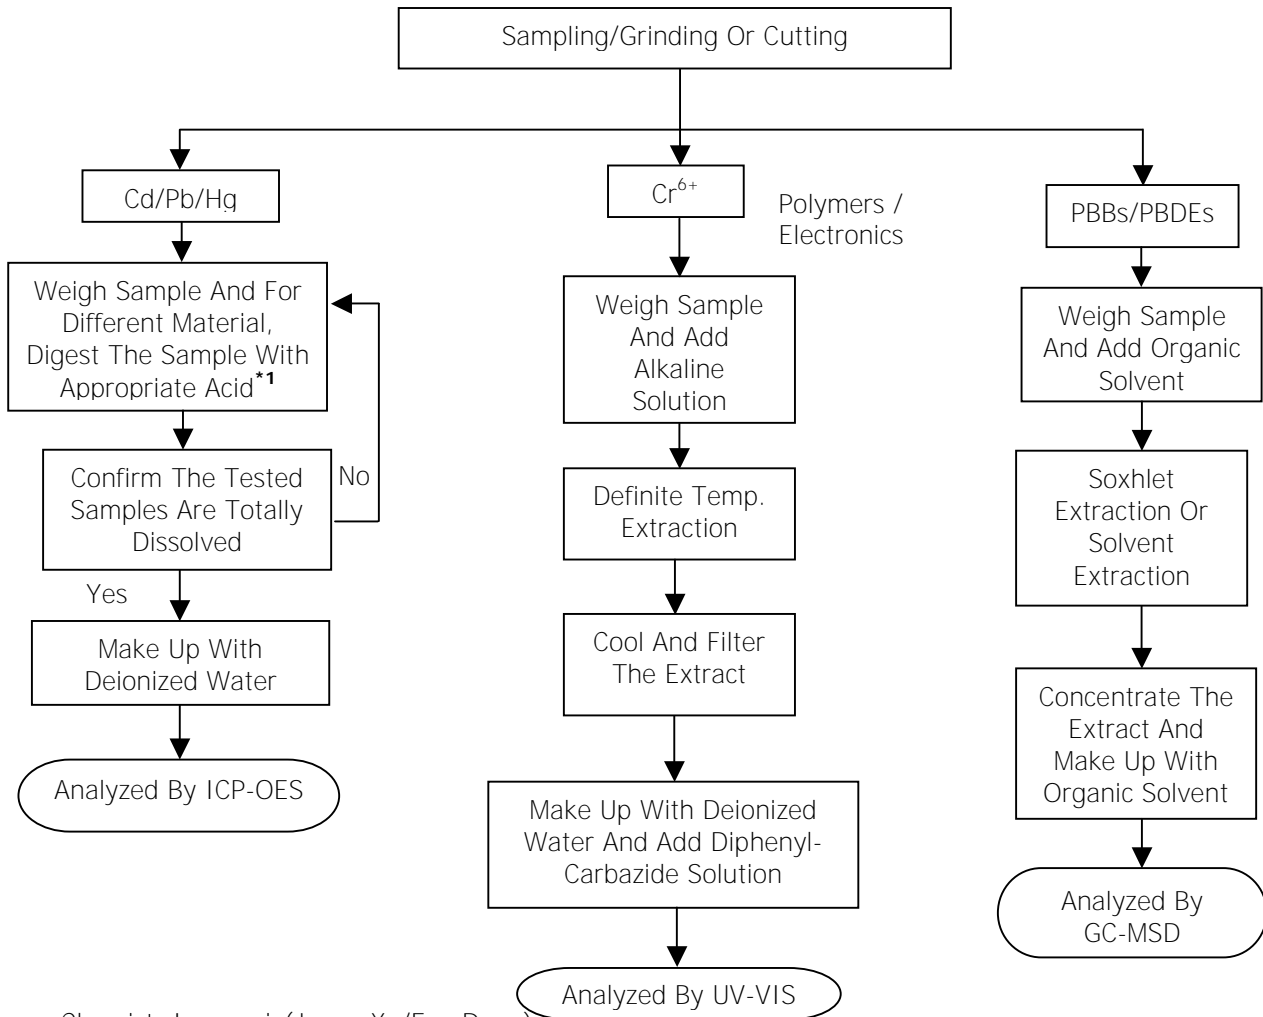 Sampling/Grinding Or Cutting
Cd/Pb/Hg
Weigh Sample And For
Different Material,
Digest The Sample With
Appropriate Acid*1
No
Confirm The Tested
Samples Are Totally
Dissolved
Yes
Make Up With
Deionized Water
Analyzed By ICP-OES
Cr6+
Polymers /
Electronics
Weigh Sample
And Add
Alkaline
Solution
Definite Temp.
Extraction
Cool And Filter
The Extract
Make Up With Deionized
Water And Add Diphenyl-
Carbazide Solution
Analyzed By UV-VIS
PBBs/PBDEs
Weigh Sample
And Add Organic
Solvent
Soxhlet
Extraction Or
Solvent
Extraction
Concentrate The
Extract And
Make Up With
Organic Solvent
Analyzed By
GC-MSD